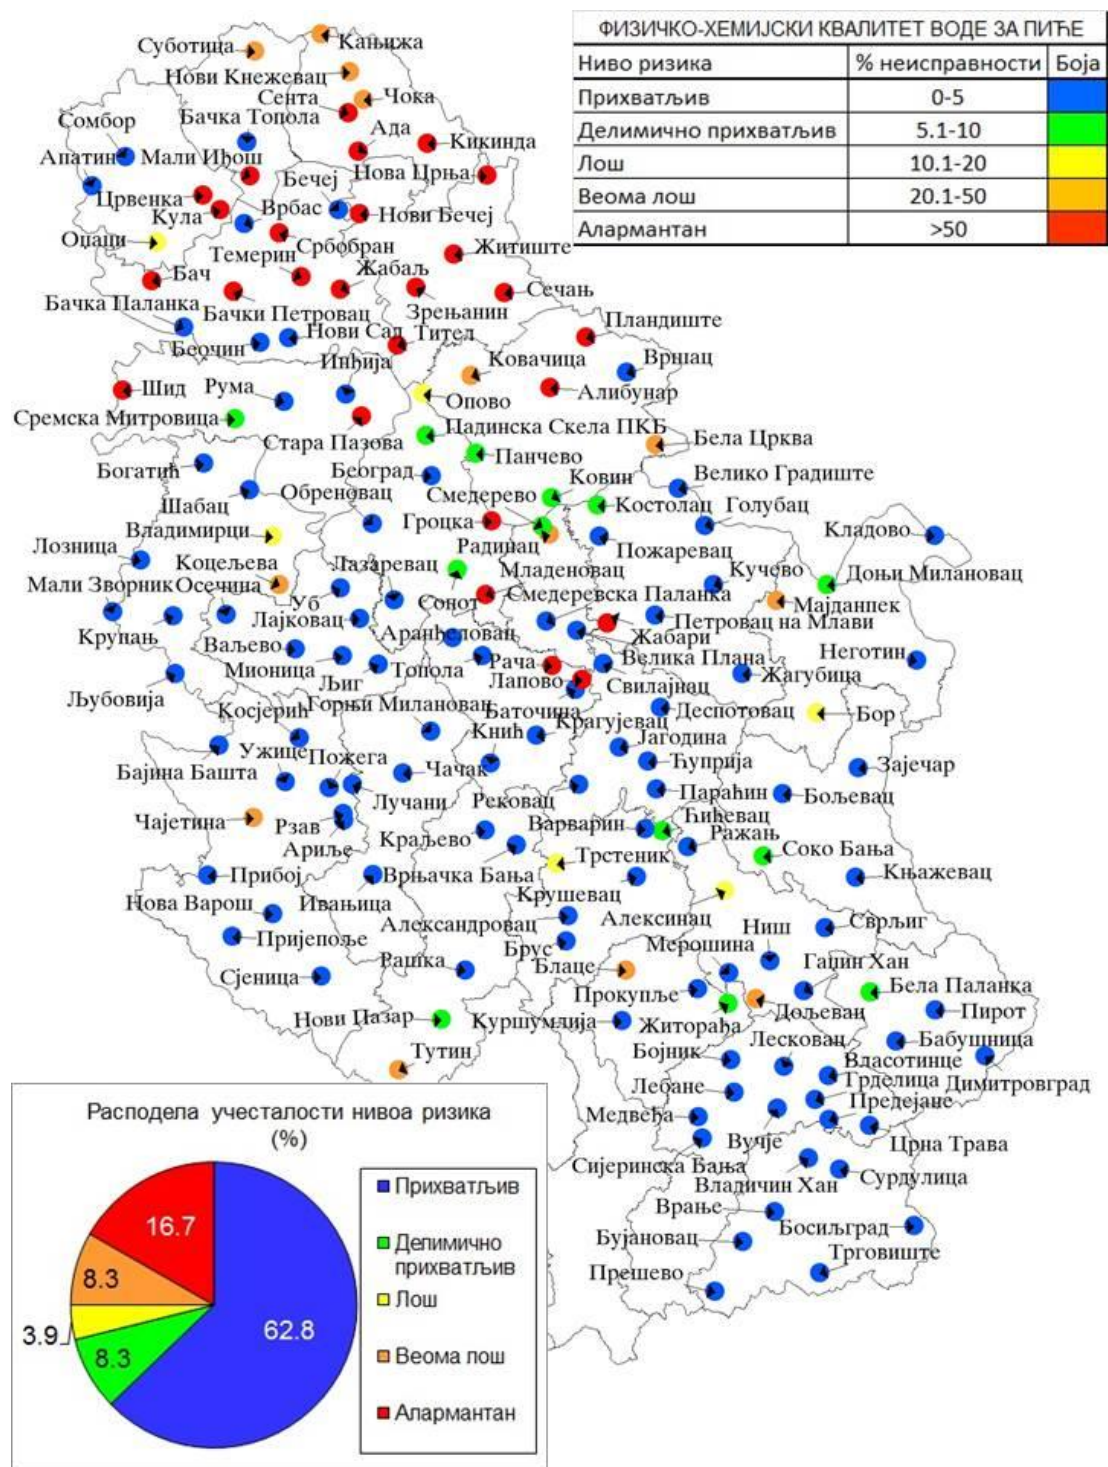 ФИЗИЧКО-ХЕМИЈСКИ КВАЛИТЕТ ВОДЕ ЗА ПИЋЕ
Ниво ризика % неисправности Боја
Прихватљив 0-5
Делимично прихватљив 5.1-10
Лош 10.1-20
Веома лош 20.1-50
Алармантан >50
Суботица
Кањижа
Нови Кнежевац
Чока
Сента
Бачка Топола
Сомбор
Ада
Кикинда
Апатин
Мали Иђош
Нова Црња
Бечеј
Црвенка
Нови Бечеј
Кула
Врбас
Оџаци
Србобран
Житиште
Темерин
Бач
Жабаљ
Сечањ
Бачка Паланка
Бачки Петровац
Зрењанин
Пландиште
Нови Сад
Тител
Беочин
Ковачица
Вршац
Инђија
Шид
Рума
Алибунар
Опово
Сремска Митровица
Падинска Скела ПКБ
Стара Пазова
Бела Црква
Панчево
Богатић
Београд
Ковин
Велико Градиште
Обреновац
Смедерево
Костолац
Шабац
Голубац
Гроцка
Владимирци
Кладово
Лозница
Радинац
Пожаревац
Коцељева
Лазаревац
Младеновац
Кучево
Доњи Милановац
Мали Зворник
Осечина
Сопот
Смедеревска Паланка
Мајданпек
Уб
Лајковац
Петровац на Млави
Крупањ
Аранђеловац
Жабари
Ваљево
Неготин
Мионица
Рача
Велика Плана
Љубовија
Љиг
Топола
Лапово
Свилајнац
Жагубица
Косјерић
Горњи Милановац
Баточина
Деспотовац
Бор
Кнић
Крагујевац
Јагодина
Ужице
Пожега
Бајина Башта
Чачак
Ћуприја
Зајечар
Лучани
Рековац
Параћин
Бољевац
Чајетина
Рзав
Варварин
Ћићевац
Ариље
Краљево
Ражањ
Трстеник
Соко Бања
Прибој
Врњачка Бања
Књажевац
Нова Варош
Ивањица
Крушевац
Александровац
Алексинац
Сврљиг
Пријепоље
Брус
Мерошина
Ниш
Рашка
Блаце
Гаџин Хан
Сјеница
Прокупље
Бела Паланка
Нови Пазар
Куршумлија
Дољевац
Пирот
Житорађа
Тутин
Бојник
Лесковац
Бабушница
Власотинце
Лебане
Грделица
Димитровград
Медвеђа
Предејане
Вучје
Црна Трава
Сијеринска Бања
Владичин Хан
Сурдулица
Врање
Босиљград
Бујановац
Трговиште
Прешево
Расподела учесталости нивоа ризика
(%)
16.7
8.3
3.9
8.3
62.8
Прихватљив
Делимично
прихватљив
Лош
Веома лош
Алармантан